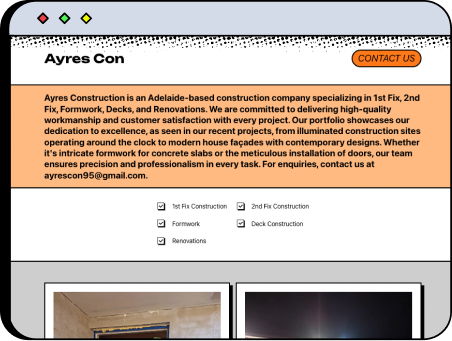 Ayres Con
CONTACT US
Ayres Construction is an Adelaide-based construction company specializing in 1st Fix, 2nd
Fix, Formwork, Decks, and Renovations. We are committed to delivering high-quality
workmanship and customer satisfaction with every project. Our portfolio showcases our
dedication to excellence, as seen in our recent projects, from illuminated construction sites
operating around the clock to modern house façades with contemporary designs. Whether
it's intricate formwork for concrete slabs or the meticulous installation of doors, our team
ensures precision and professionalism in every task. For enquiries, contact us at
ayrescon95@gmail.com.
1st Fix Construction
2nd Fix Construction
Formwork
Deck Construction
Renovations